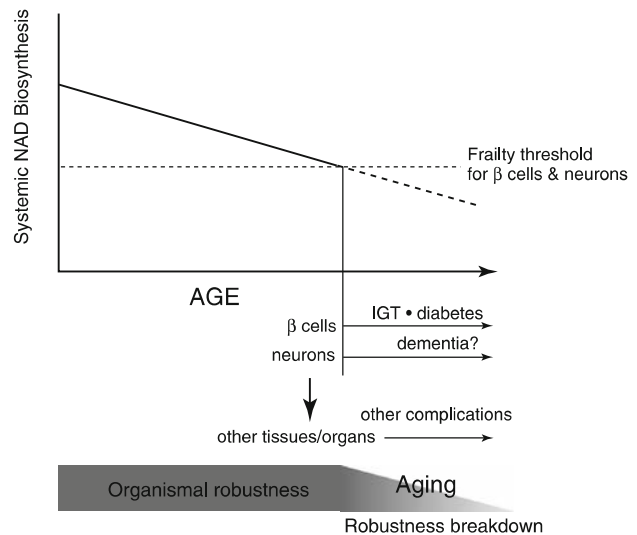 Systemic NAD Biosynthesis
Frailty threshold
for β cells & neurons
AGE
β cells
IGT • diabetes
neurons
dementia?
other tissues/organs
other complications
Organismal robustness
Aging
Robustness breakdown